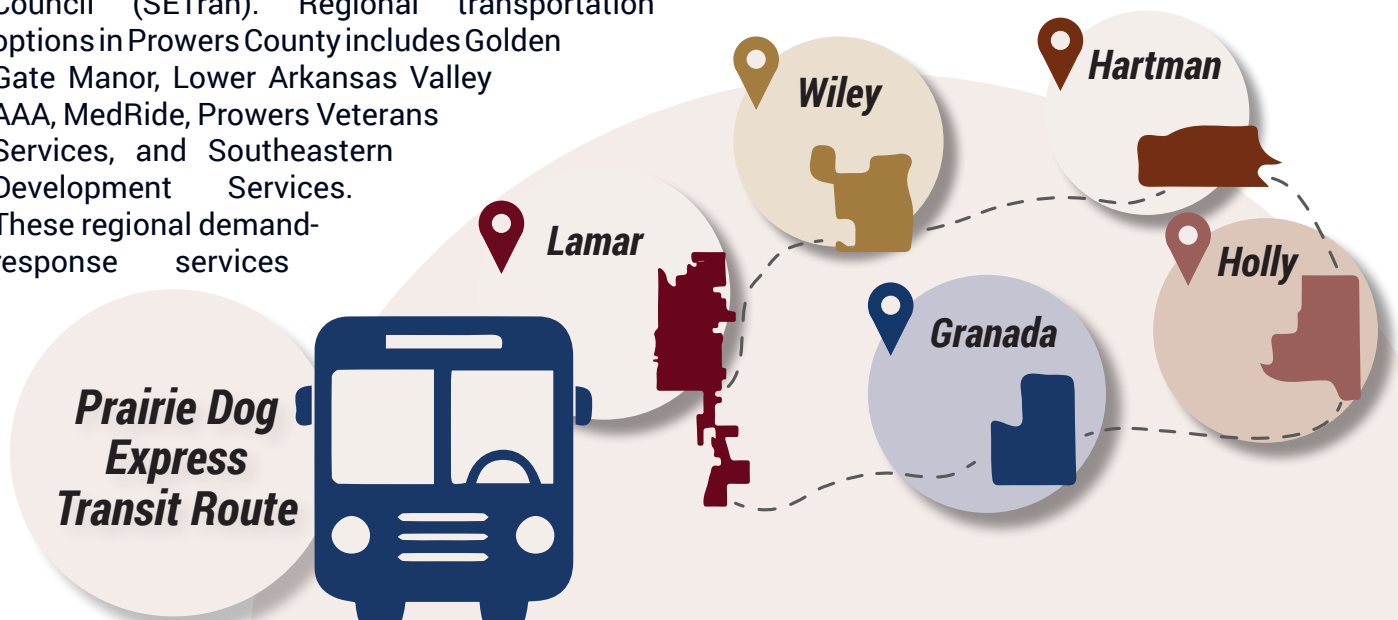 Council (SETran). Regional transportation
options in Prowers County includes Golden
Gate Manor, Lower Arkansas Valley
AAA, MedRide, Prowers Veterans
Services, and Southeastern
Development Services.
These regional demand-
response services
Wiley
Hartman
Lamar
Holly
Granada
Prairie Dog
Express
Transit Route